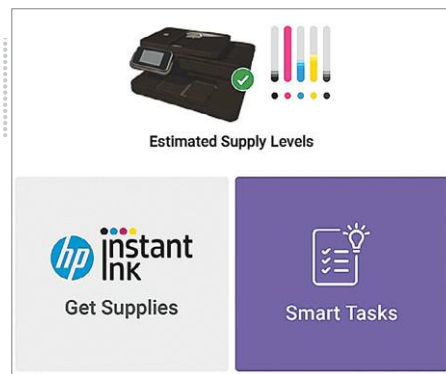 Estimated Supply Levels
hp instant
ink
Get Supplies
Smart Tasks